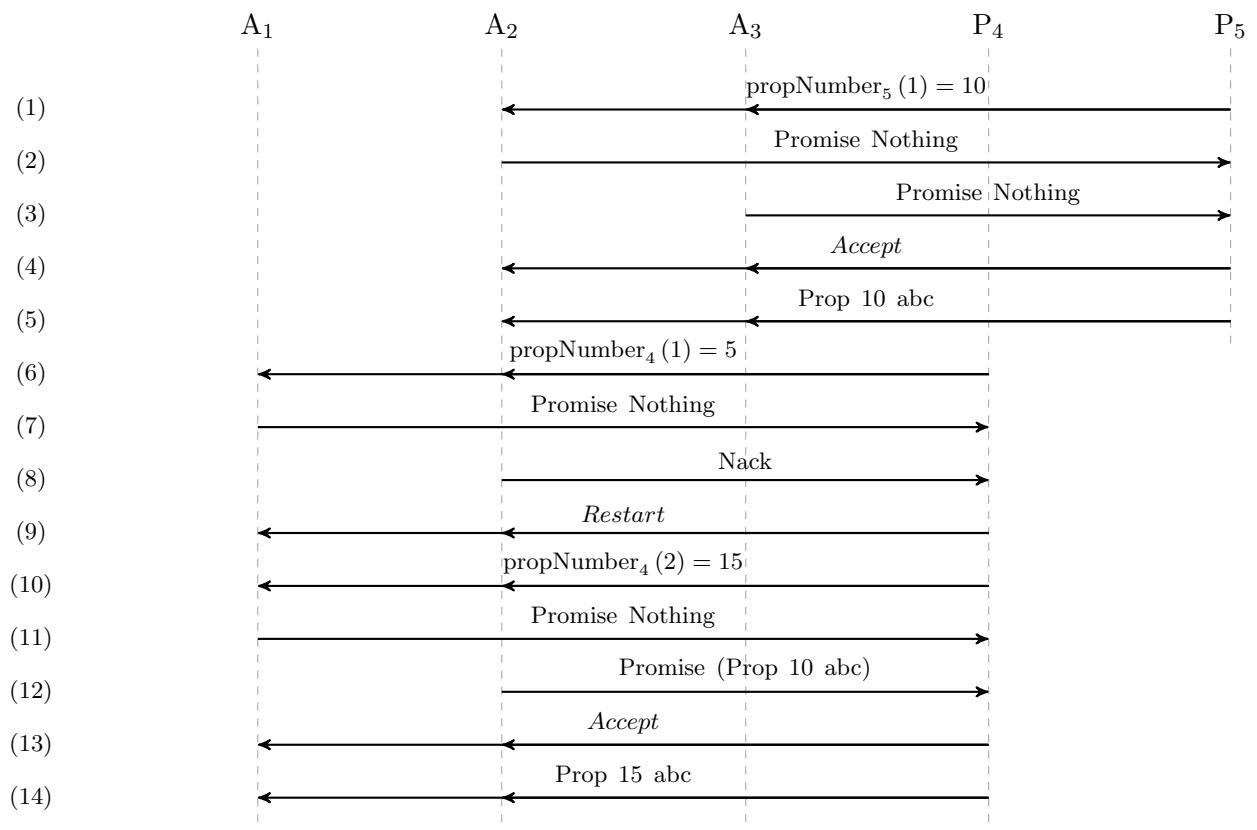 A₁ A₂ A₃ P₄ P₅
(1) propNumber₅ (1) = 10
(2) Promise Nothing
(3) Promise Nothing
(4) Accept
(5) Prop 10 abc
(6) propNumber₄ (1) = 5
(7) Promise Nothing
(8) Nack
(9) Restart
(10) propNumber₄ (2) = 15
(11) Promise Nothing
(12) Promise (Prop 10 abc)
(13) Accept
(14) Prop 15 abc